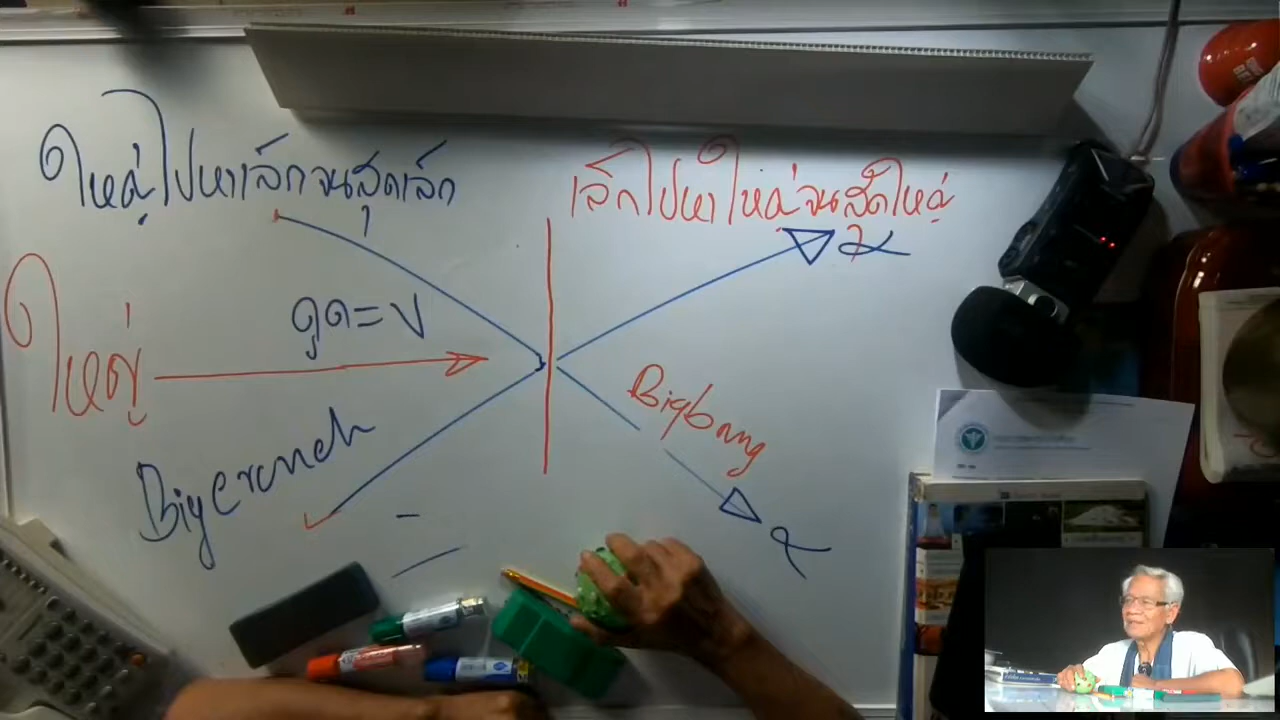 ใหญ่ไปหาเล็กจนสุดเล็ก
เล็กไปหาใหญ่จนสุดใหญ่
ใหญ่
ดูด=
Bigcrunch
Bigbang